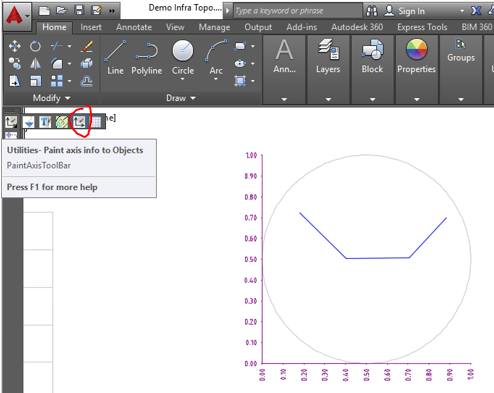 Demo Infra Topo....
Type a keyword or phrase
Sign In
Home Insert Annotate View Manage Output Add-ins Autodesk 360 Express Tools BIM 360
Line Polyline Circle Arc
Ann... Layers Block Properties Groups
Modify Draw
Utilities- Paint axis info to Objects
PaintAxisToolBar
Press F1 for more help
1.00
0.90
0.80
0.70
0.60
0.50
0.40
0.30
0.20
0.10
0.00
0.00 0.10 0.20 0.30 0.40 0.50 0.60 0.70 0.80 0.90 1.00